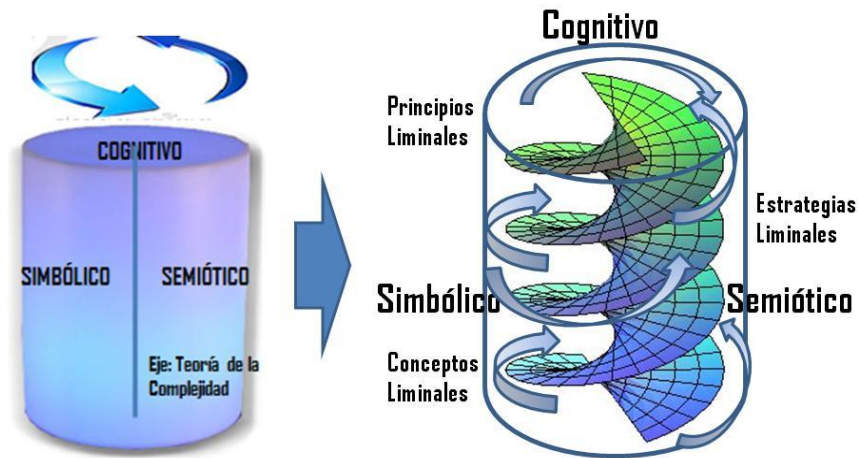 COGNITIVO
SIMBÓLICO
SEMIÓTICO
Eje: Teoría de la
Complejidad
Cognitivo
Principios
Liminales
Estrategias
Liminales
Simbólico
Semiótico
Conceptos
Liminales